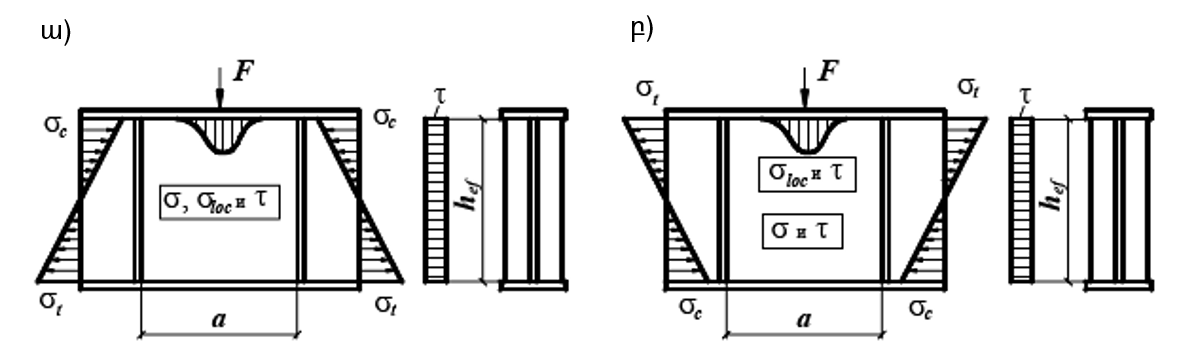 ա)
F
σc
σc
τ
σ, σloc и τ
hef
σt
σt
a
բ)
F
σt
σt
τ
σloc и τ
σ и τ
hef
σc
σc
a